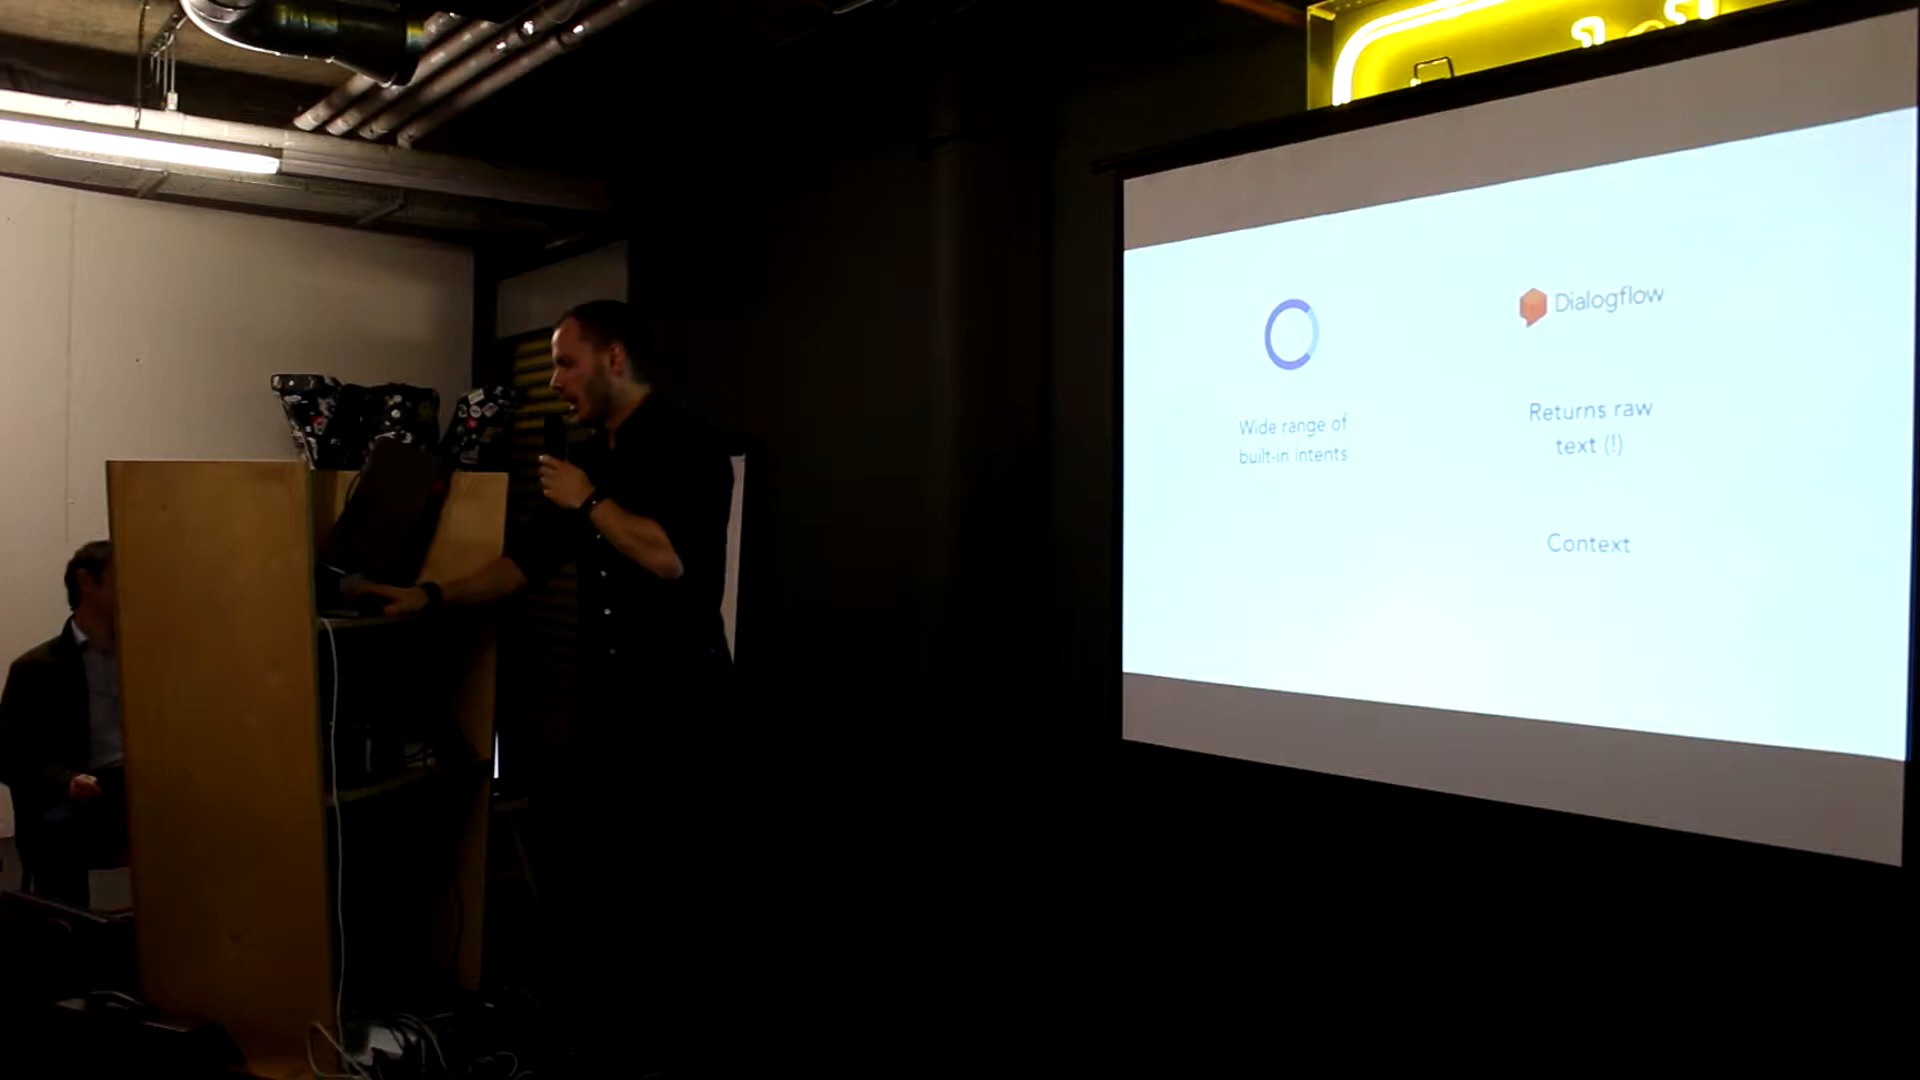 Wide range of
built-in intents
Dialogflow
Returns raw
text (!)
Context